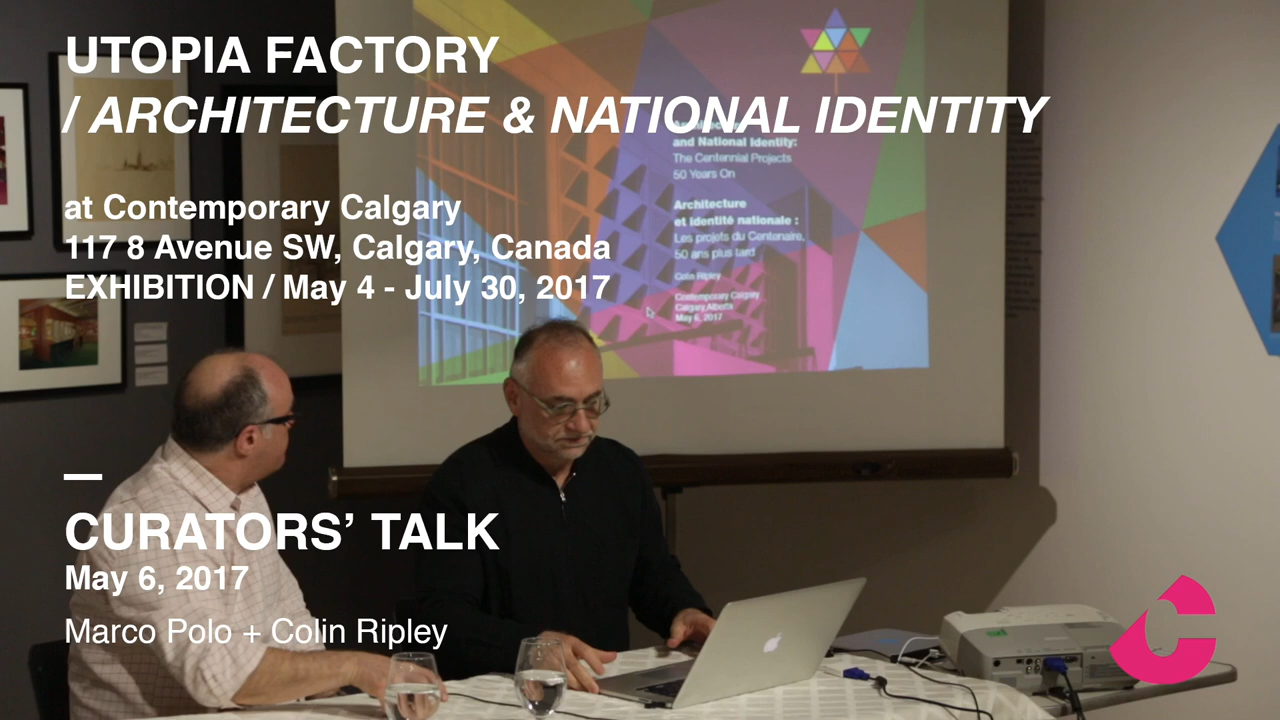 UTOPIA FACTORY
/ ARCHITECTURE & NATIONAL IDENTITY
at Contemporary Calgary
117 8 Avenue SW, Calgary, Canada
EXHIBITION / May 4 - July 30, 2017
and National Identity:
The Centennial Projects
50 Years On
Architecture
et identité nationale :
Les projets du Centenaire,
50 ans plus tard
Colin Ripley
Contemporary Calgary
Calgary, Alberta
May 6, 2017
CURATORS’ TALK
May 6, 2017
Marco Polo + Colin Ripley